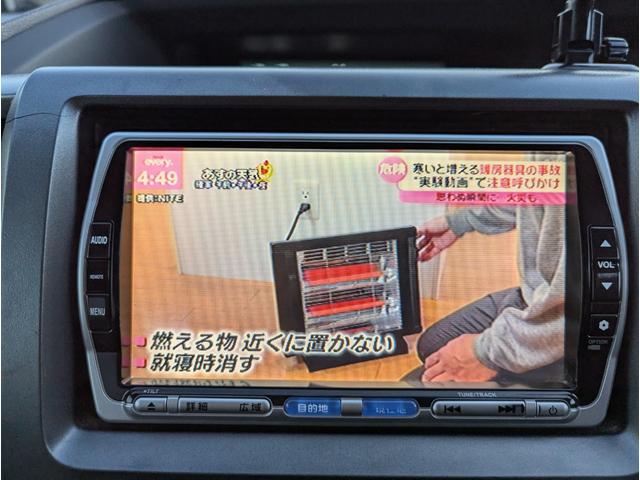 every.
4:49
あすの天気
危険
寒いと増える暖房器具の事故
"実験動画"で注意呼びかけ
思わぬ瞬間に…火災も
提供:NITE
燃える物 近くに置かない
就寝時消す
AUDIO
REMOTE
MENU
VOL
OPTION
TILT
TUNE/TRACK
詳細
広域
目的地
現在地